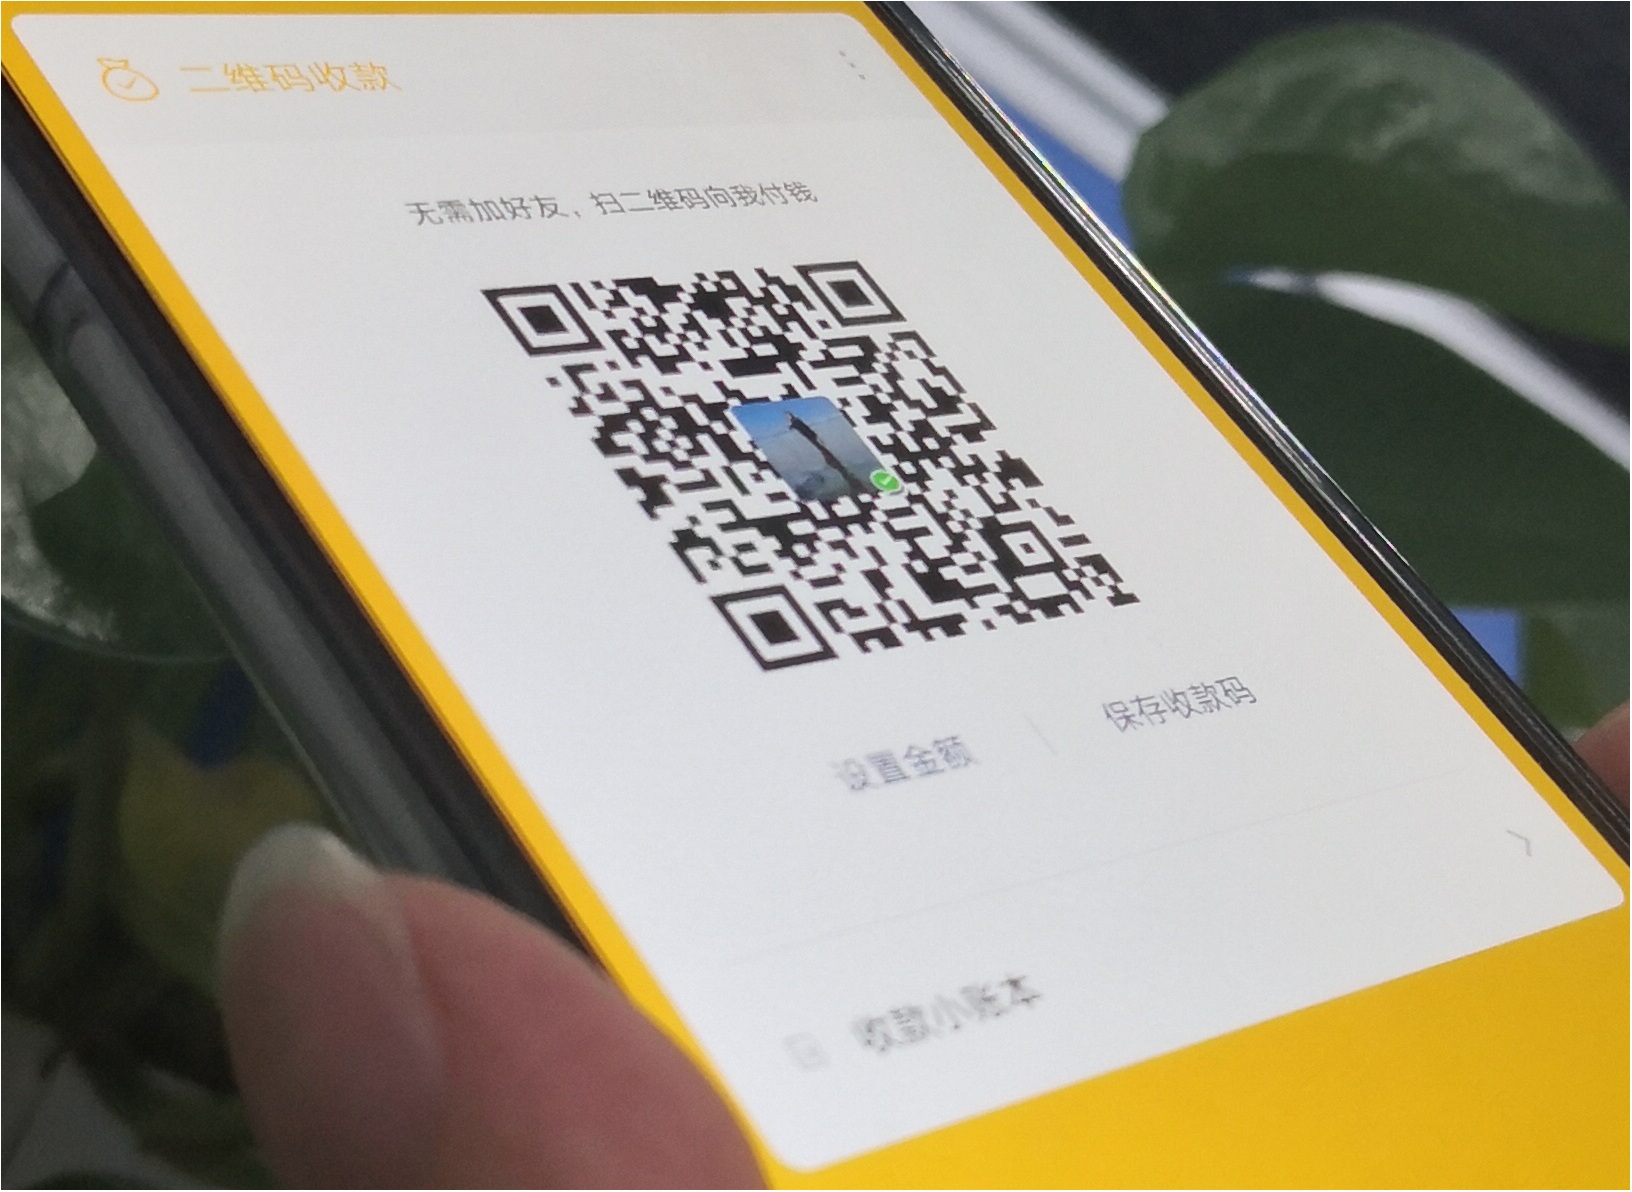 二维码收款
无需加好友，扫二维码向我付钱
设置金额
保存收款码
收款小账本